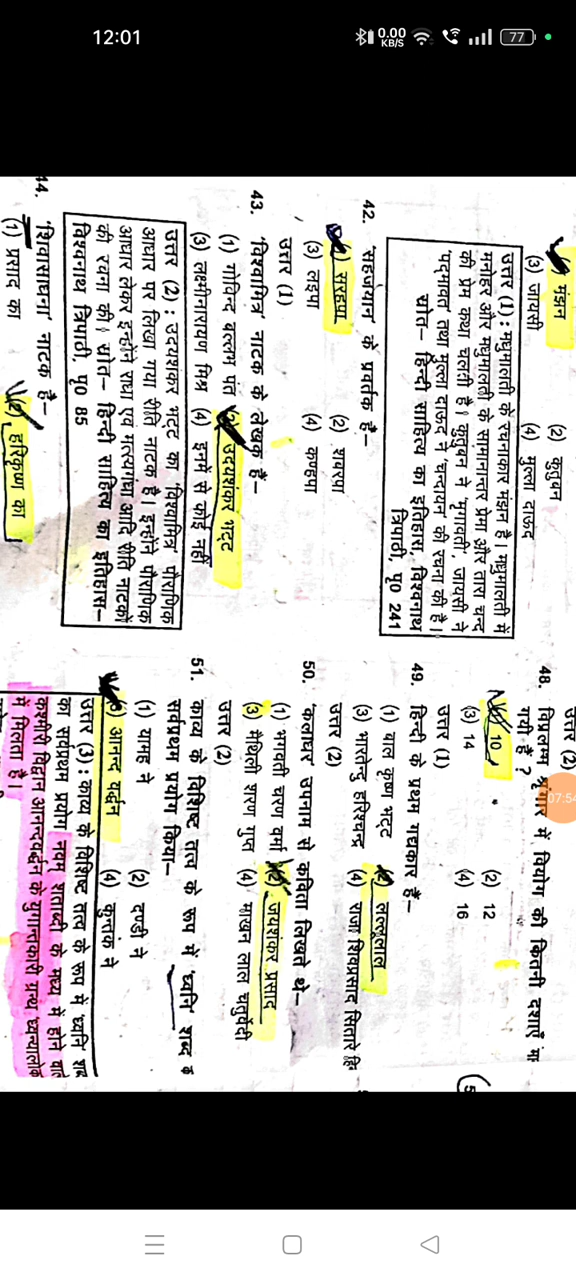 12:01
0.00
KB/S
77
(1) मंझन (2) कुतुबन
(3) जायसी (4) मुल्ला दाऊद
उत्तर (1) : मधुमालती के रचनाकार मंझन है। मधुमालती में
मनोहर और मधुमालती के समानान्तर प्रेमा और तारा चन्द
की प्रेम कथा चलती है। कुतुबन ने 'मृगावती', जायसी ने
'पद्मावत' तथा मुल्ला दाऊद ने 'चन्दायन' की रचना की है।
स्रोत– हिन्दी साहित्य का इतिहास, विश्वनाथ
त्रिपाठी, पृ0 241
42. 'सहजयान' के प्रवर्तक हैं–
सरहपा (2) शबरपा
(3) लुइपा (4) कण्हपा
उत्तर (1)
43. 'विश्वामित्र' नाटक के लेखक हैं–
(1) गोविन्द बल्लभ पंत (2) उदयशंकर भट्ट
(3) लक्ष्मीनारायण मिश्र (4) इनमें से कोई नहीं
उत्तर (2) : उदयशंकर भट्ट का 'विश्वामित्र' पौराणिक
आधार पर लिखा गया गीति नाटक है। इन्होंने पौराणिक
आधार लेकर इन्होंने राधा एवं मत्स्यगंधा आदि गीति नाटकों
की रचना की। स्रोत– हिन्दी साहित्य का इतिहास–
विश्वनाथ त्रिपाठी, पृ0 85
44. 'शिवासाधना' नाटक है–
(1) प्रसाद का (2) हरिकृष्ण का
उत्तर (2)
48. विप्रलम्भ श्रृंगार में वियोग की कितनी दशाएँ मा
गयी हैं ?
10 (2) 12
(3) 14 (4) 16
उत्तर (1)
49. हिन्दी के प्रथम गद्यकार हैं–
(1) बाल कृष्ण भट्ट (2) लल्लूलाल
(3) भारतेन्दु हरिश्चन्द्र (4) राजा शिवप्रसाद सितारे हि
उत्तर (2)
50. 'कलाधर' उपनाम से कविता लिखते थे–
(1) भगवती चरण वर्मा (2) जयशंकर प्रसाद
(3) मैथिली शरण गुप्त (4) माखन लाल चतुर्वेदी
उत्तर (2)
51. काव्य के विशिष्ट तत्व के रूप में 'ध्वनि' शब्द क
सर्वप्रथम प्रयोग किया–
(1) भामह ने (2) दण्डी ने
(3) आनन्द वर्द्धन (4) कुन्तक ने
उत्तर (3) : काव्य के विशिष्ट तत्व के रूप में ध्वनि शब्द
का सर्वप्रथम प्रयोग नवम् शताब्दी के मध्य में होने वाले
कश्मीरी विद्वान आनन्दवर्द्धन के युगान्तकारी ग्रन्थ 'ध्वन्यालोक'
में मिलता है।
07:54